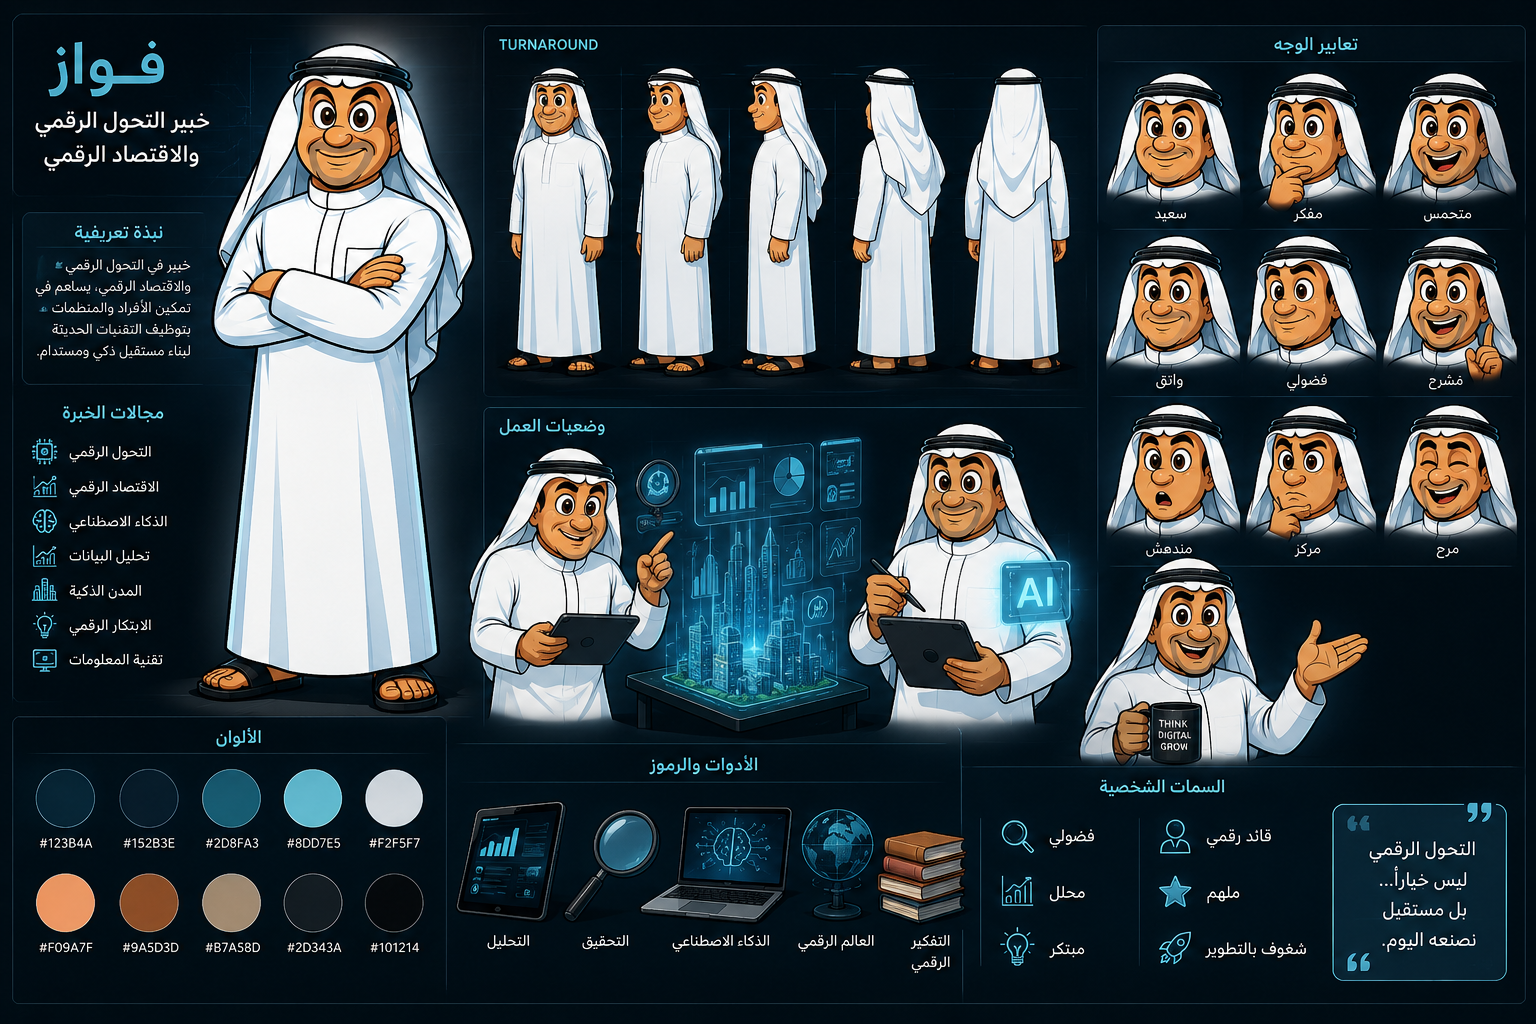 فـواز
خبير التحول الرقمي
والاقتصاد الرقمي
نبذة تعريفية
خبير في التحول الرقمي
والاقتصاد الرقمي، يساعم في
تمكين الأفراد والمنظمات
بتوظيف التقنيات الحديثة
لبناء مستقبل ذكي ومستدام.
مجالات الخبرة
التحول الرقمي
الاقتصاد الرقمي
الذكاء الاصطناعي
تحليل البيانات
المدن الذكية
الابتكار الرقمي
تقنية المعلومات
TURNAROUND
وضعيات العمل
AI
تعابير الوجه
سعيد
مفكر
متحمس
واثق
فضولي
مُشرح
مندهش
مركز
مرح
THINK
DIGITAL
GROW
الألوان
#123B4A
#152B3E
#2D8FA3
#8DD7E5
#F2F5F7
#F09A7F
#9A5D3D
#B7A58D
#2D343A
#101214
الأدوات والرموز
التحليل
التحقيق
الذكاء الاصطناعي
العالم الرقمي
التفكير
الرقمي
السمات الشخصية
قائد رقمي
فضولي
ملهم
محلل
شغوف بالتطوير
مبتكر
التحول الرقمي
ليس خياراً...
بل مستقبل
نصنعه اليوم.